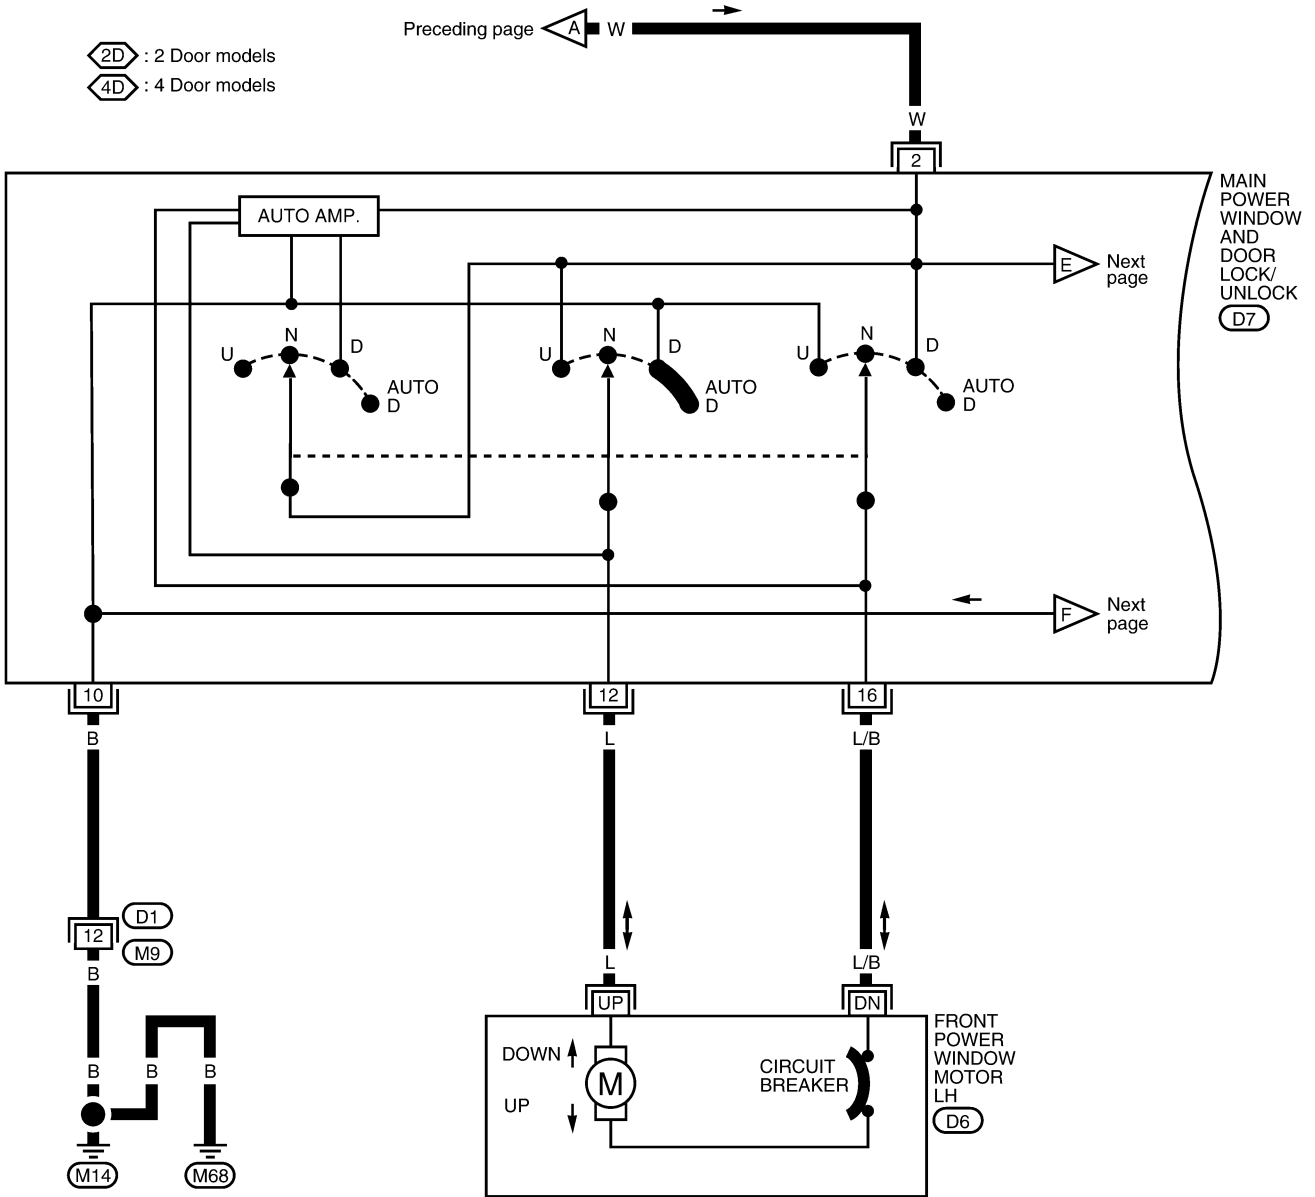 Preceding page A W
2D : 2 Door models
4D : 4 Door models
W
2
MAIN
POWER
WINDOW
AND
DOOR
LOCK/
UNLOCK
D7
AUTO AMP.
E Next
page
U N D
AUTO
D
U N D
AUTO
D
U N D
AUTO
D
F Next
page
10 12 16
B L L/B
12
D1
M9
B
L L/B
UP DN
B B B
M14 M68
DOWN
UP
M
CIRCUIT
BREAKER
FRONT
POWER
WINDOW
MOTOR
LH
D6